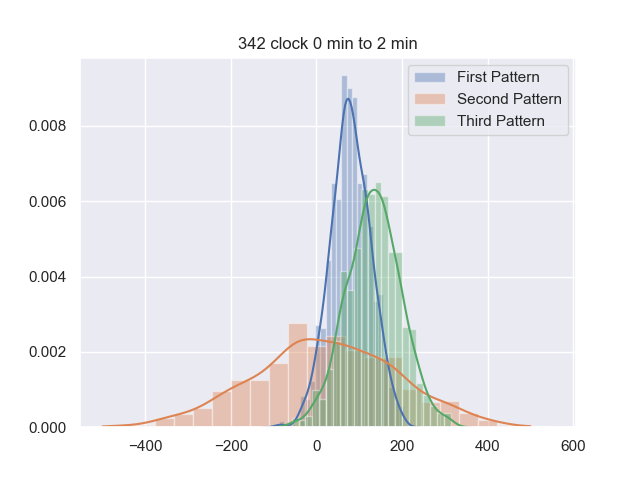 342 clock 0 min to 2 min
First Pattern
Second Pattern
Third Pattern
0.008
0.006
0.004
0.002
0.000
−400 −200 0 200 400 600